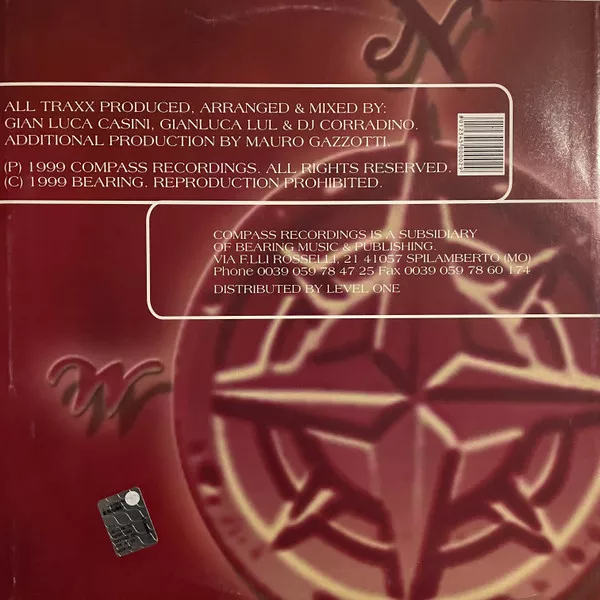 ALL TRAXX PRODUCED, ARRANGED & MIXED BY:
GIAN LUCA CASINI, GIANLUCA LUL & DJ CORRADINO.
ADDITIONAL PRODUCTION BY MAURO GAZZOTTI.
(P) 1999 COMPASS RECORDINGS. ALL RIGHTS RESERVED.
(C) 1999 BEARING. REPRODUCTION PROHIBITED.
COMPASS RECORDINGS IS A SUBSIDIARY
OF BEARING MUSIC & PUBLISHING.
VIA F.LLI ROSSELLI, 21 41057 SPILAMBERTO (MO)
Phone 0039 059 78 47 25 Fax 0039 059 78 60 174
DISTRIBUTED BY LEVEL ONE
N
W